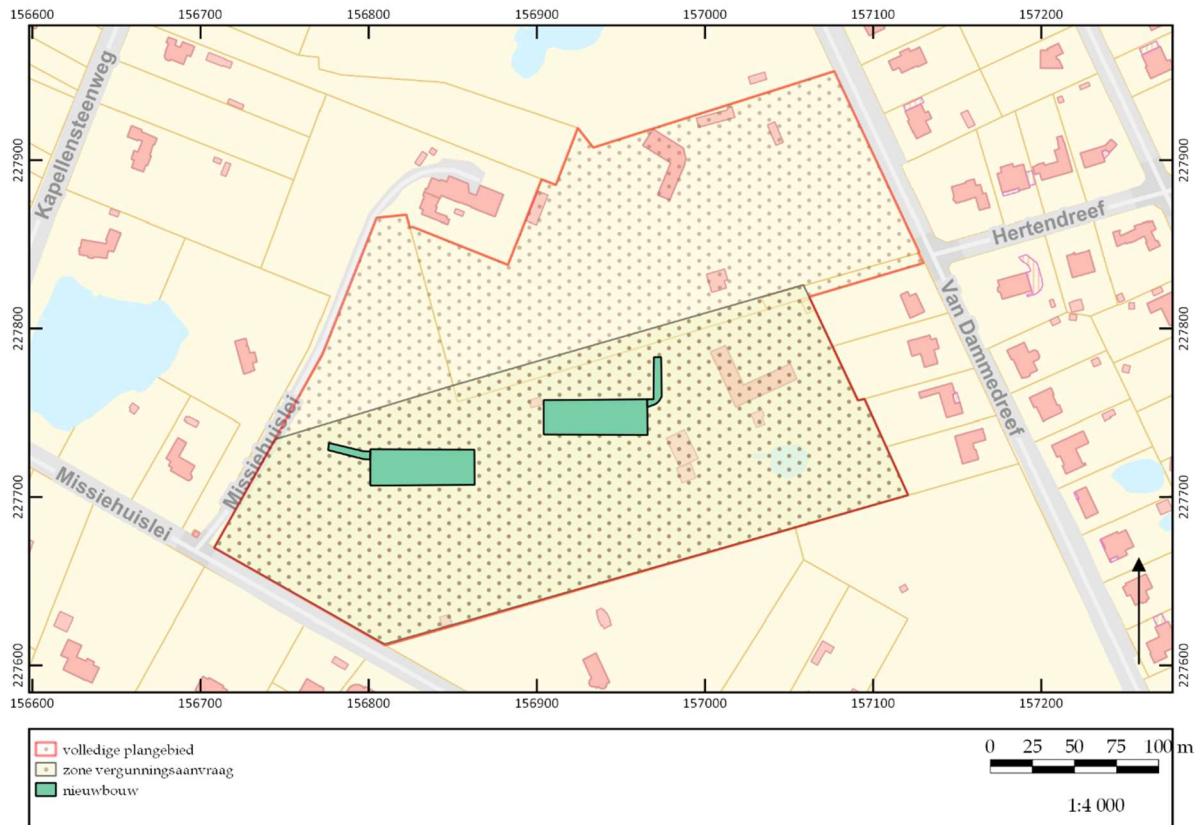 156600 156700 156800 156900 157000 157100 157200
227900
227800
227700
227600
227900
227800
227700
227600
Kapellensteenweg
Hertendreef
Van Dammedreef
Missiehuislei
Missiehuislei
156600 156700 156800 156900 157000 157100 157200
volledige plangebied
zone vergunningsaanvraag
nieuwbouw
0 25 50 75 100 m
1:4 000